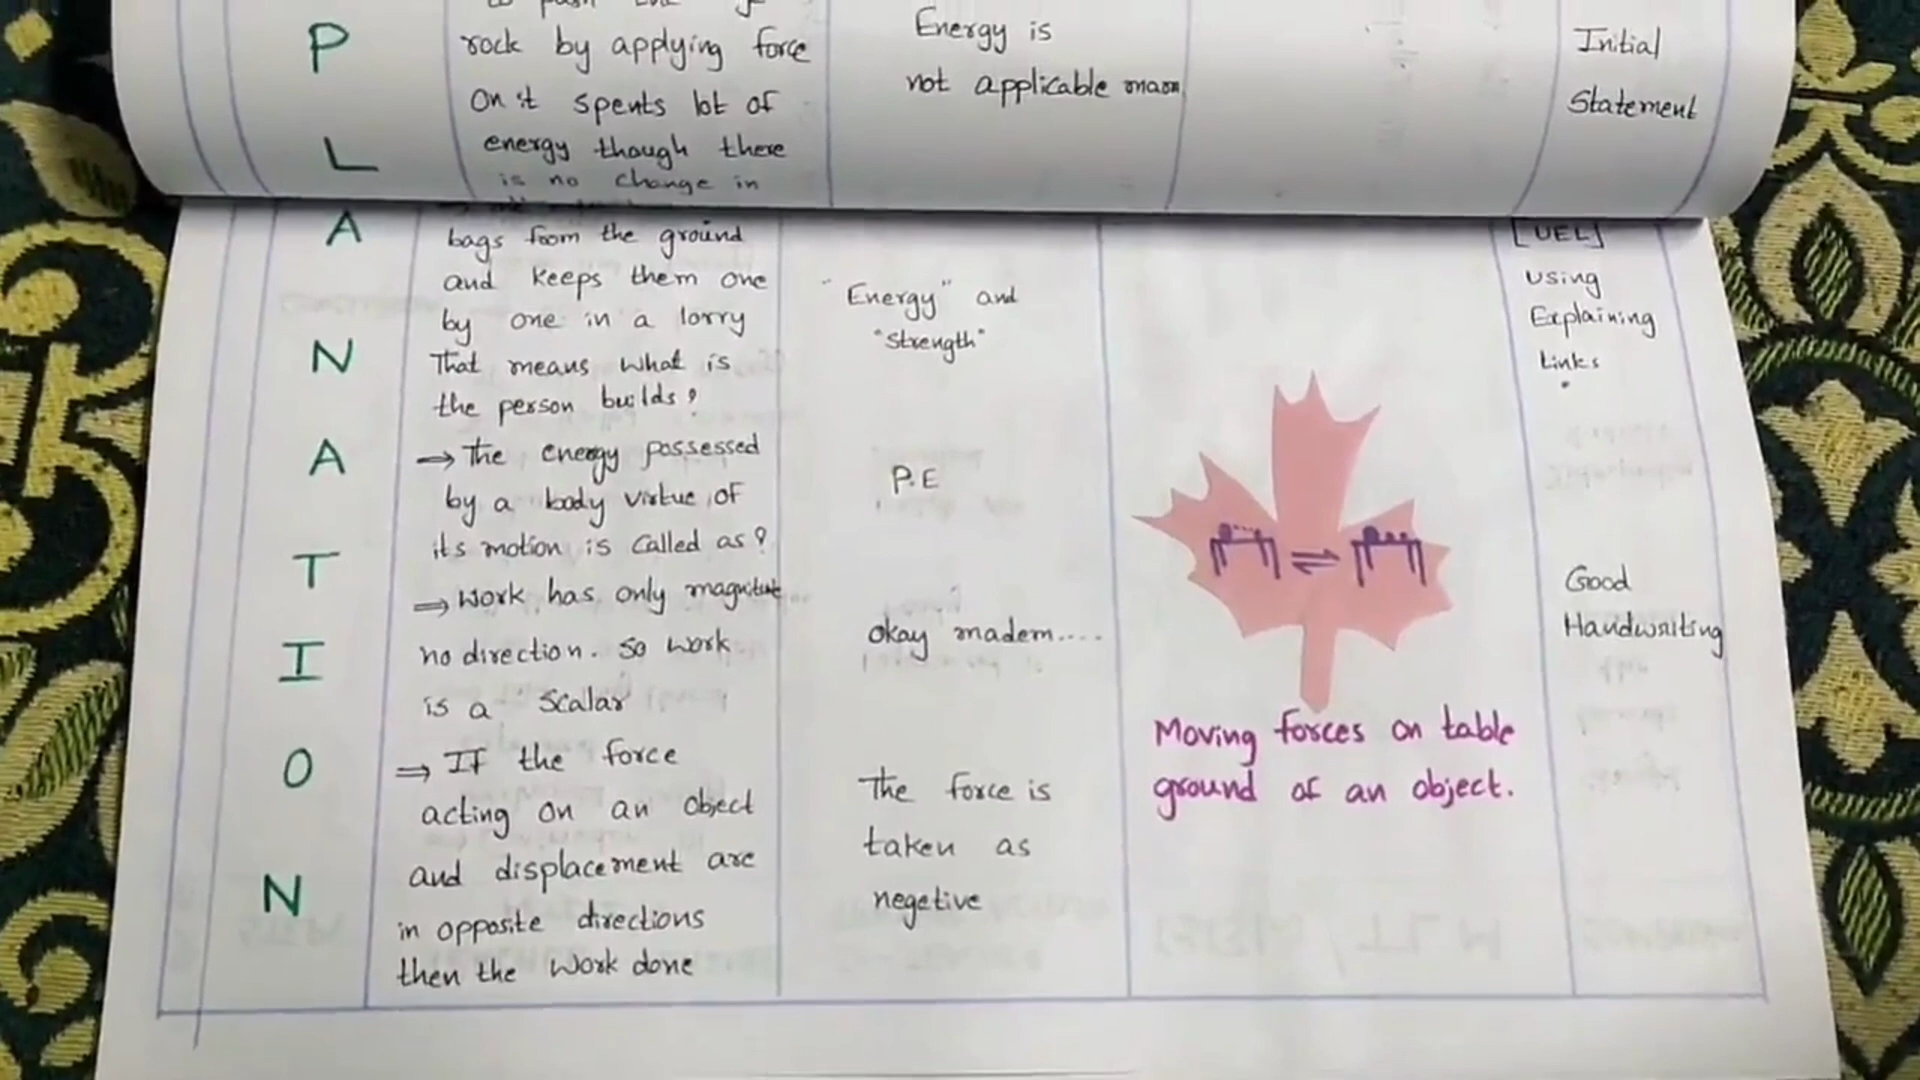 P
L
A
N
A
T
I
O
N
rock by applying force
On it spents lot of
energy though there
is no change in
bags from the ground
and keeps them one
by one in a lorry
That means what is
the person builds?
⇒ The energy possessed
by a body virtue of
its motion is called as?
⇒ work has only magnitute
no direction. so work
is a scalar
⇒ If the force
acting on an object
and displacement are
in opposite directions
then the work done
Energy is
not applicable maam
"Energy" and
"Strength"
P.E
okay madem....
The force is
taken as
negetive
Moving forces on table
ground of an object.
Initial
Statement
[UEL]
using
Explaining
links
Good
Handwriting